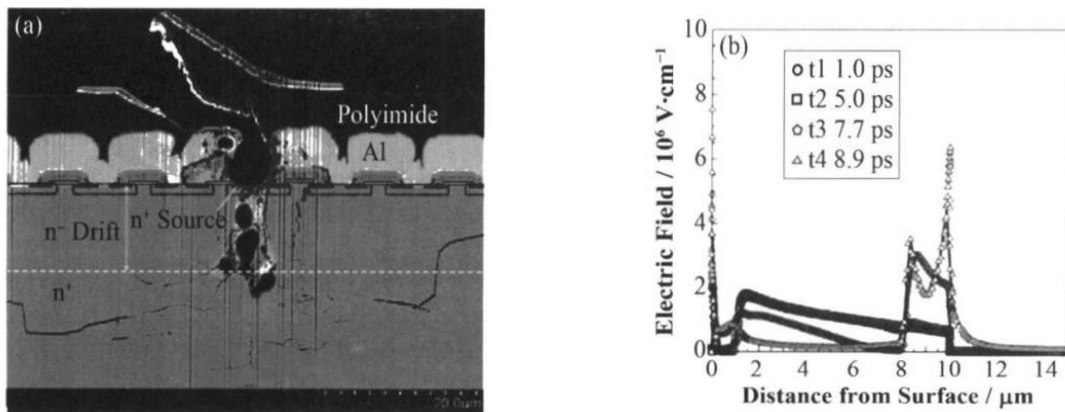 (a)
Polyimide
Al
n⁺ Source
n⁻ Drift
n⁺
20.0μm
(b)
t1 1.0 ps
t2 5.0 ps
t3 7.7 ps
t4 8.9 ps
Electric Field / 10⁶ V·cm⁻¹
10
8
6
4
2
0
0 2 4 6 8 10 12 14
Distance from Surface / μm